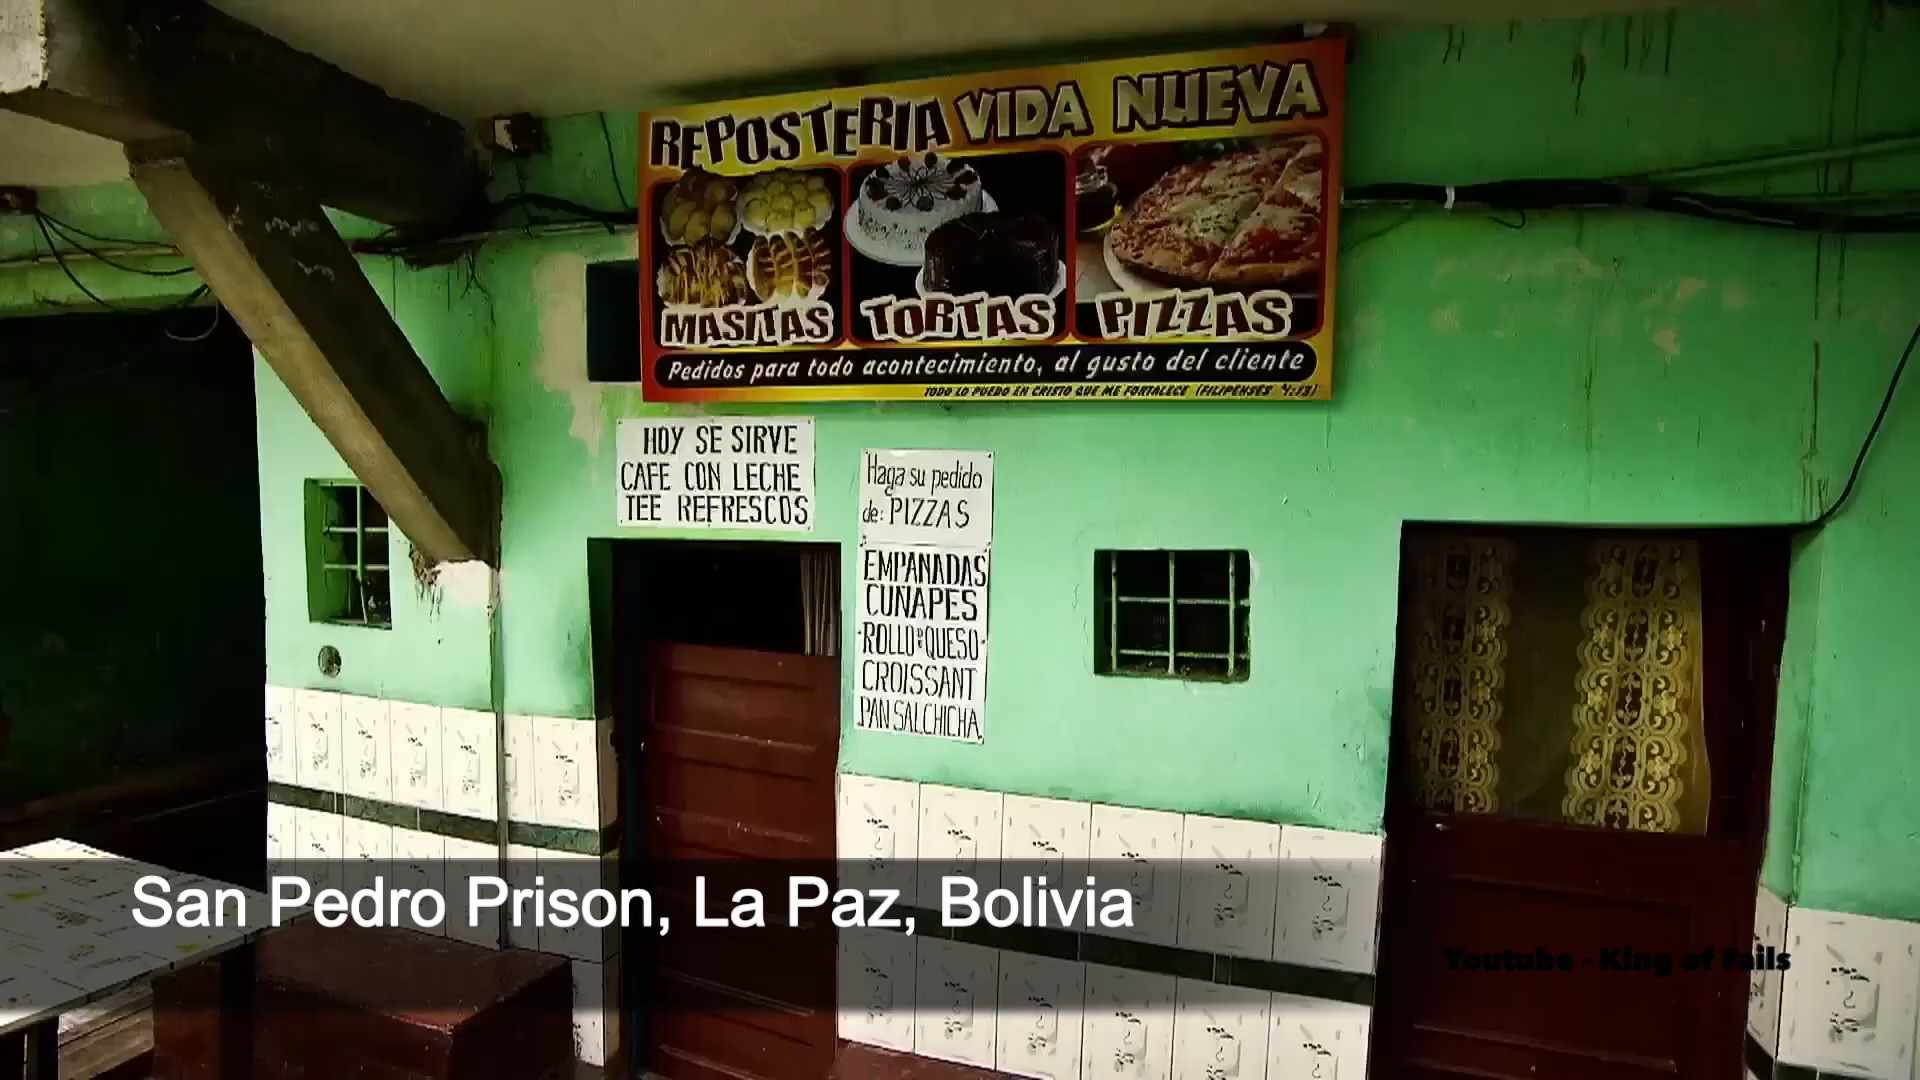 REPOSTERIA VIDA NUEVA
MASITAS TORTAS PIZZAS
Pedidos para todo acontecimiento, al gusto del cliente
TODO LO PUEDO EN CRISTO QUE ME FORTALECE (FILIPENSES 4:13)
HOY SE SIRVE
CAFE CON LECHE
TEE REFRESCOS
Haga su pedido
de: PIZZAS
EMPANADAS
CUÑAPES
ROLLO DE QUESO
CROISSANT
PAN SALCHICHA
San Pedro Prison, La Paz, Bolivia
Youtube - King of Fails